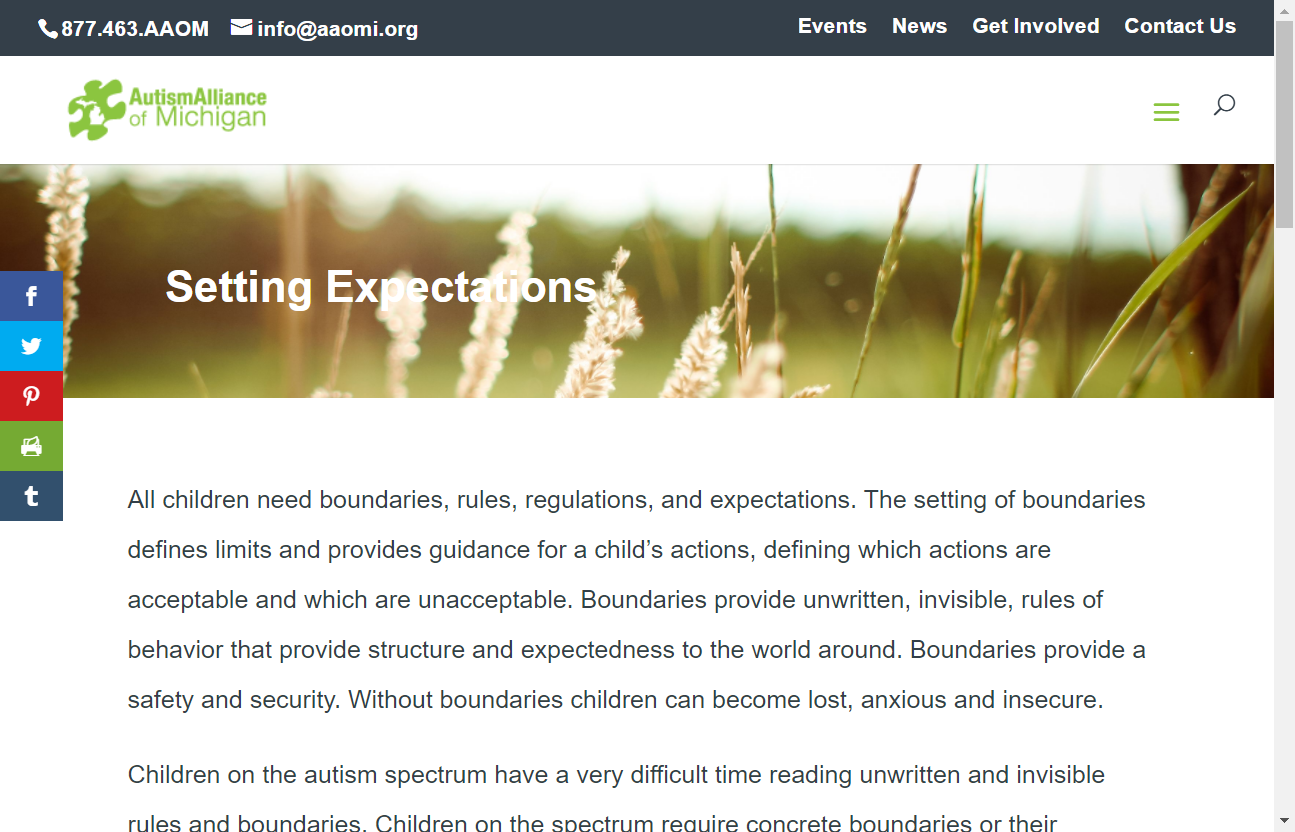 877.463.AAOM info@aaomi.org Events News Get Involved Contact Us
AutismAlliance
of Michigan
Setting Expectations
All children need boundaries, rules, regulations, and expectations. The setting of boundaries
defines limits and provides guidance for a child’s actions, defining which actions are
acceptable and which are unacceptable. Boundaries provide unwritten, invisible, rules of
behavior that provide structure and expectedness to the world around. Boundaries provide a
safety and security. Without boundaries children can become lost, anxious and insecure.
Children on the autism spectrum have a very difficult time reading unwritten and invisible
rules and boundaries. Children on the spectrum require concrete boundaries or their